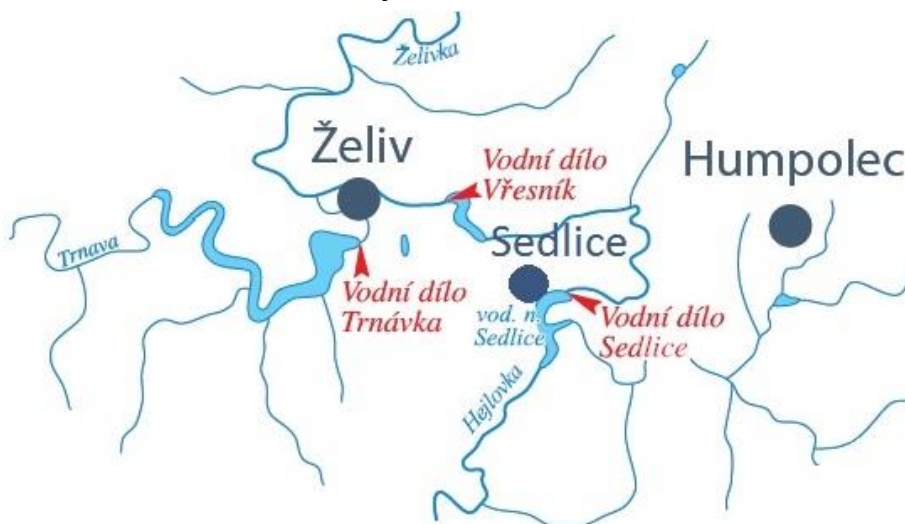 Želivka
Želiv
Vodní dílo
Vřesník
Humpolec
Trnava
Sedlice
Vodní dílo
Trnávka
vod. n.
Sedlice
Vodní dílo
Sedlice
Hejlovka